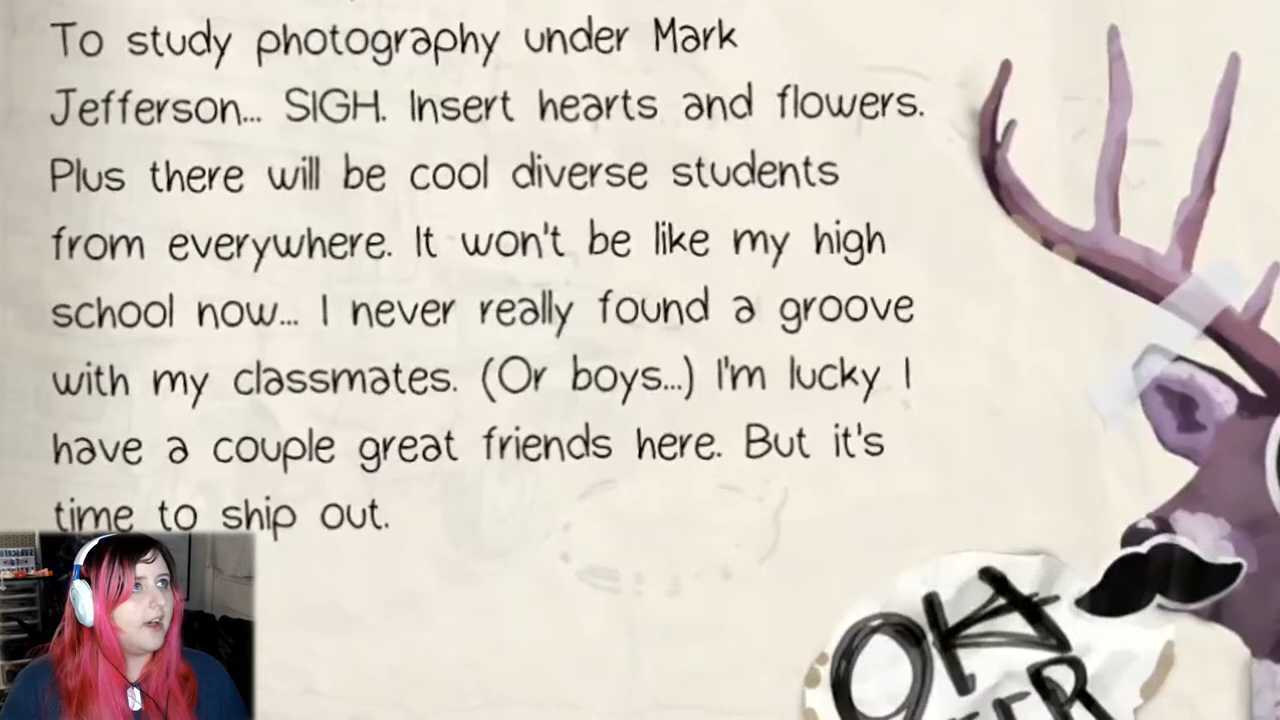 To study photography under Mark
Jefferson... SIGH. Insert hearts and flowers.
Plus there will be cool diverse students
from everywhere. It won't be like my high
school now... I never really found a groove
with my classmates. (Or boys...) I'm lucky I
have a couple great friends here. But it's
time to ship out.